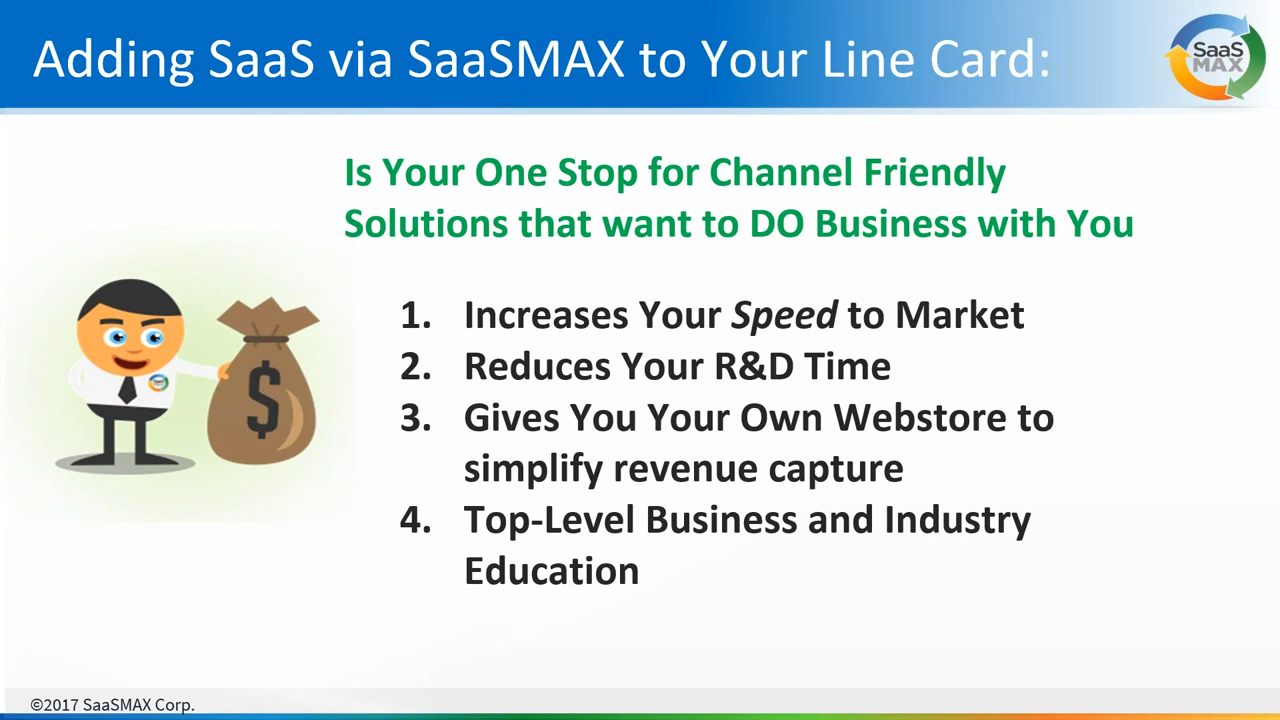 Adding SaaS via SaaSMAX to Your Line Card:
SaaS
MAX
Is Your One Stop for Channel Friendly
Solutions that want to DO Business with You
1. Increases Your Speed to Market
2. Reduces Your R&D Time
3. Gives You Your Own Webstore to
simplify revenue capture
4. Top-Level Business and Industry
Education
$
©2017 SaaSMAX Corp.